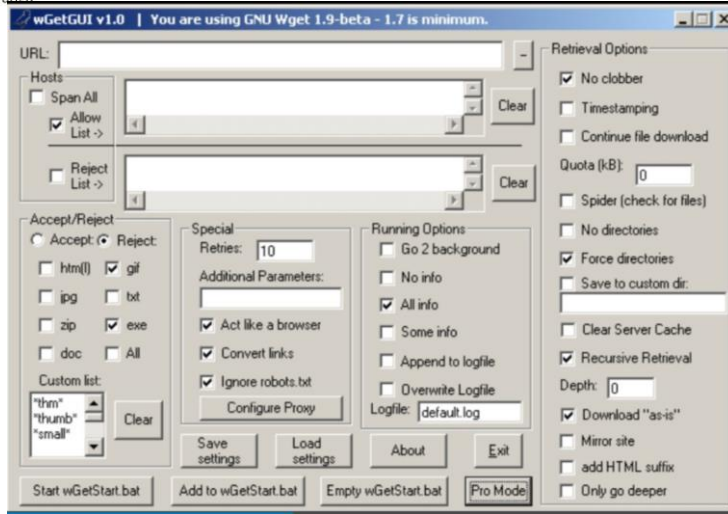 wGetGUI v1.0 | You are using GNU Wget 1.9-beta - 1.7 is minimum.
URL:
-
Hosts
Span All
Allow
List ->
Clear
Reject
List ->
Clear
Accept/Reject
Accept: Reject:
htm(l) gif
jpg txt
zip exe
doc All
Custom list:
*thm*
*thumb*
*small*
Clear
Special
Retries: 10
Additional Parameters:
Act like a browser
Convert links
Ignore robots.txt
Configure Proxy
Running Options
Go 2 background
No info
All info
Some info
Append to logfile
Overwrite Logfile
Logfile: default.log
Save
settings
Load
settings
About
Exit
Start wGetStart.bat
Add to wGetStart.bat
Empty wGetStart.bat
Pro Mode
Retrieval Options
No clobber
Timestamping
Continue file download
Quota (kB): 0
Spider (check for files)
No directories
Force directories
Save to custom dir:
Clear Server Cache
Recursive Retrieval
Depth: 0
Download "as-is"
Mirror site
add HTML suffix
Only go deeper